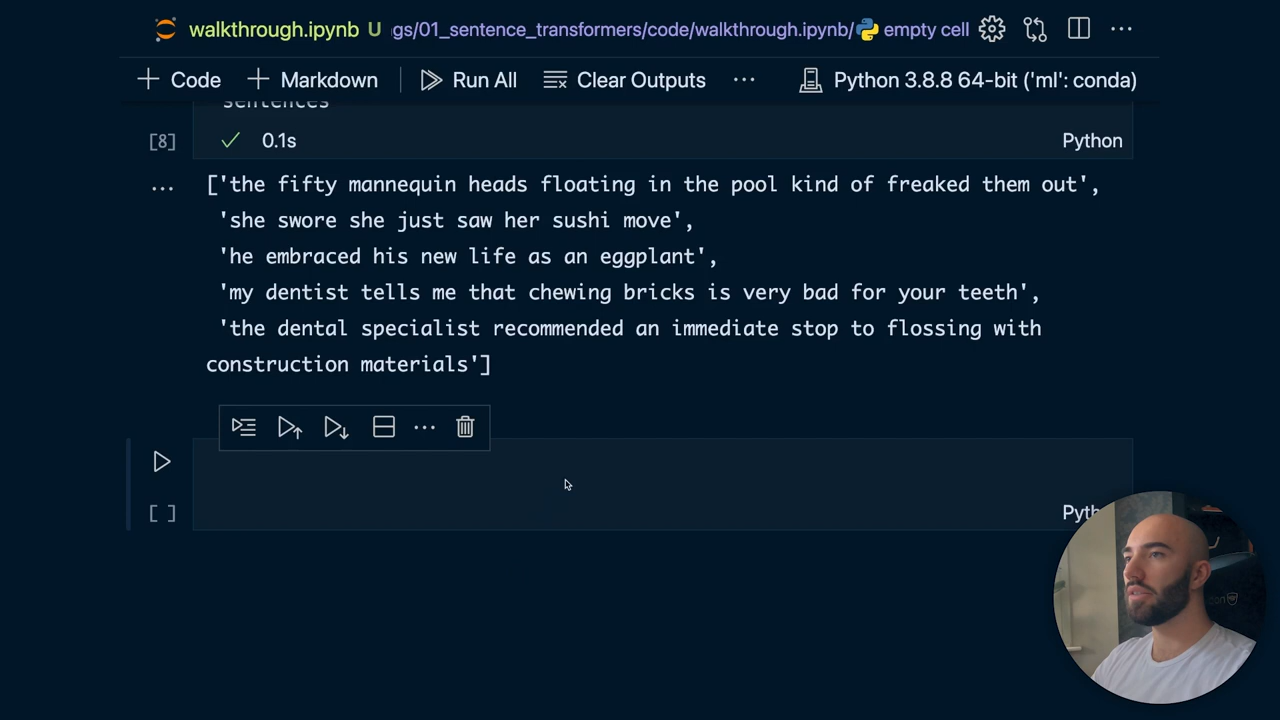 walkthrough.ipynb U gs/01_sentence_transformers/code/walkthrough.ipynb/ empty cell
Code Markdown Run All Clear Outputs ... Python 3.8.8 64-bit ('ml': conda)
sentences
[8] 0.1s Python
... ['the fifty mannequin heads floating in the pool kind of freaked them out',
'she swore she just saw her sushi move',
'he embraced his new life as an eggplant',
'my dentist tells me that chewing bricks is very bad for your teeth',
'the dental specialist recommended an immediate stop to flossing with
construction materials']
[ ] Pyth